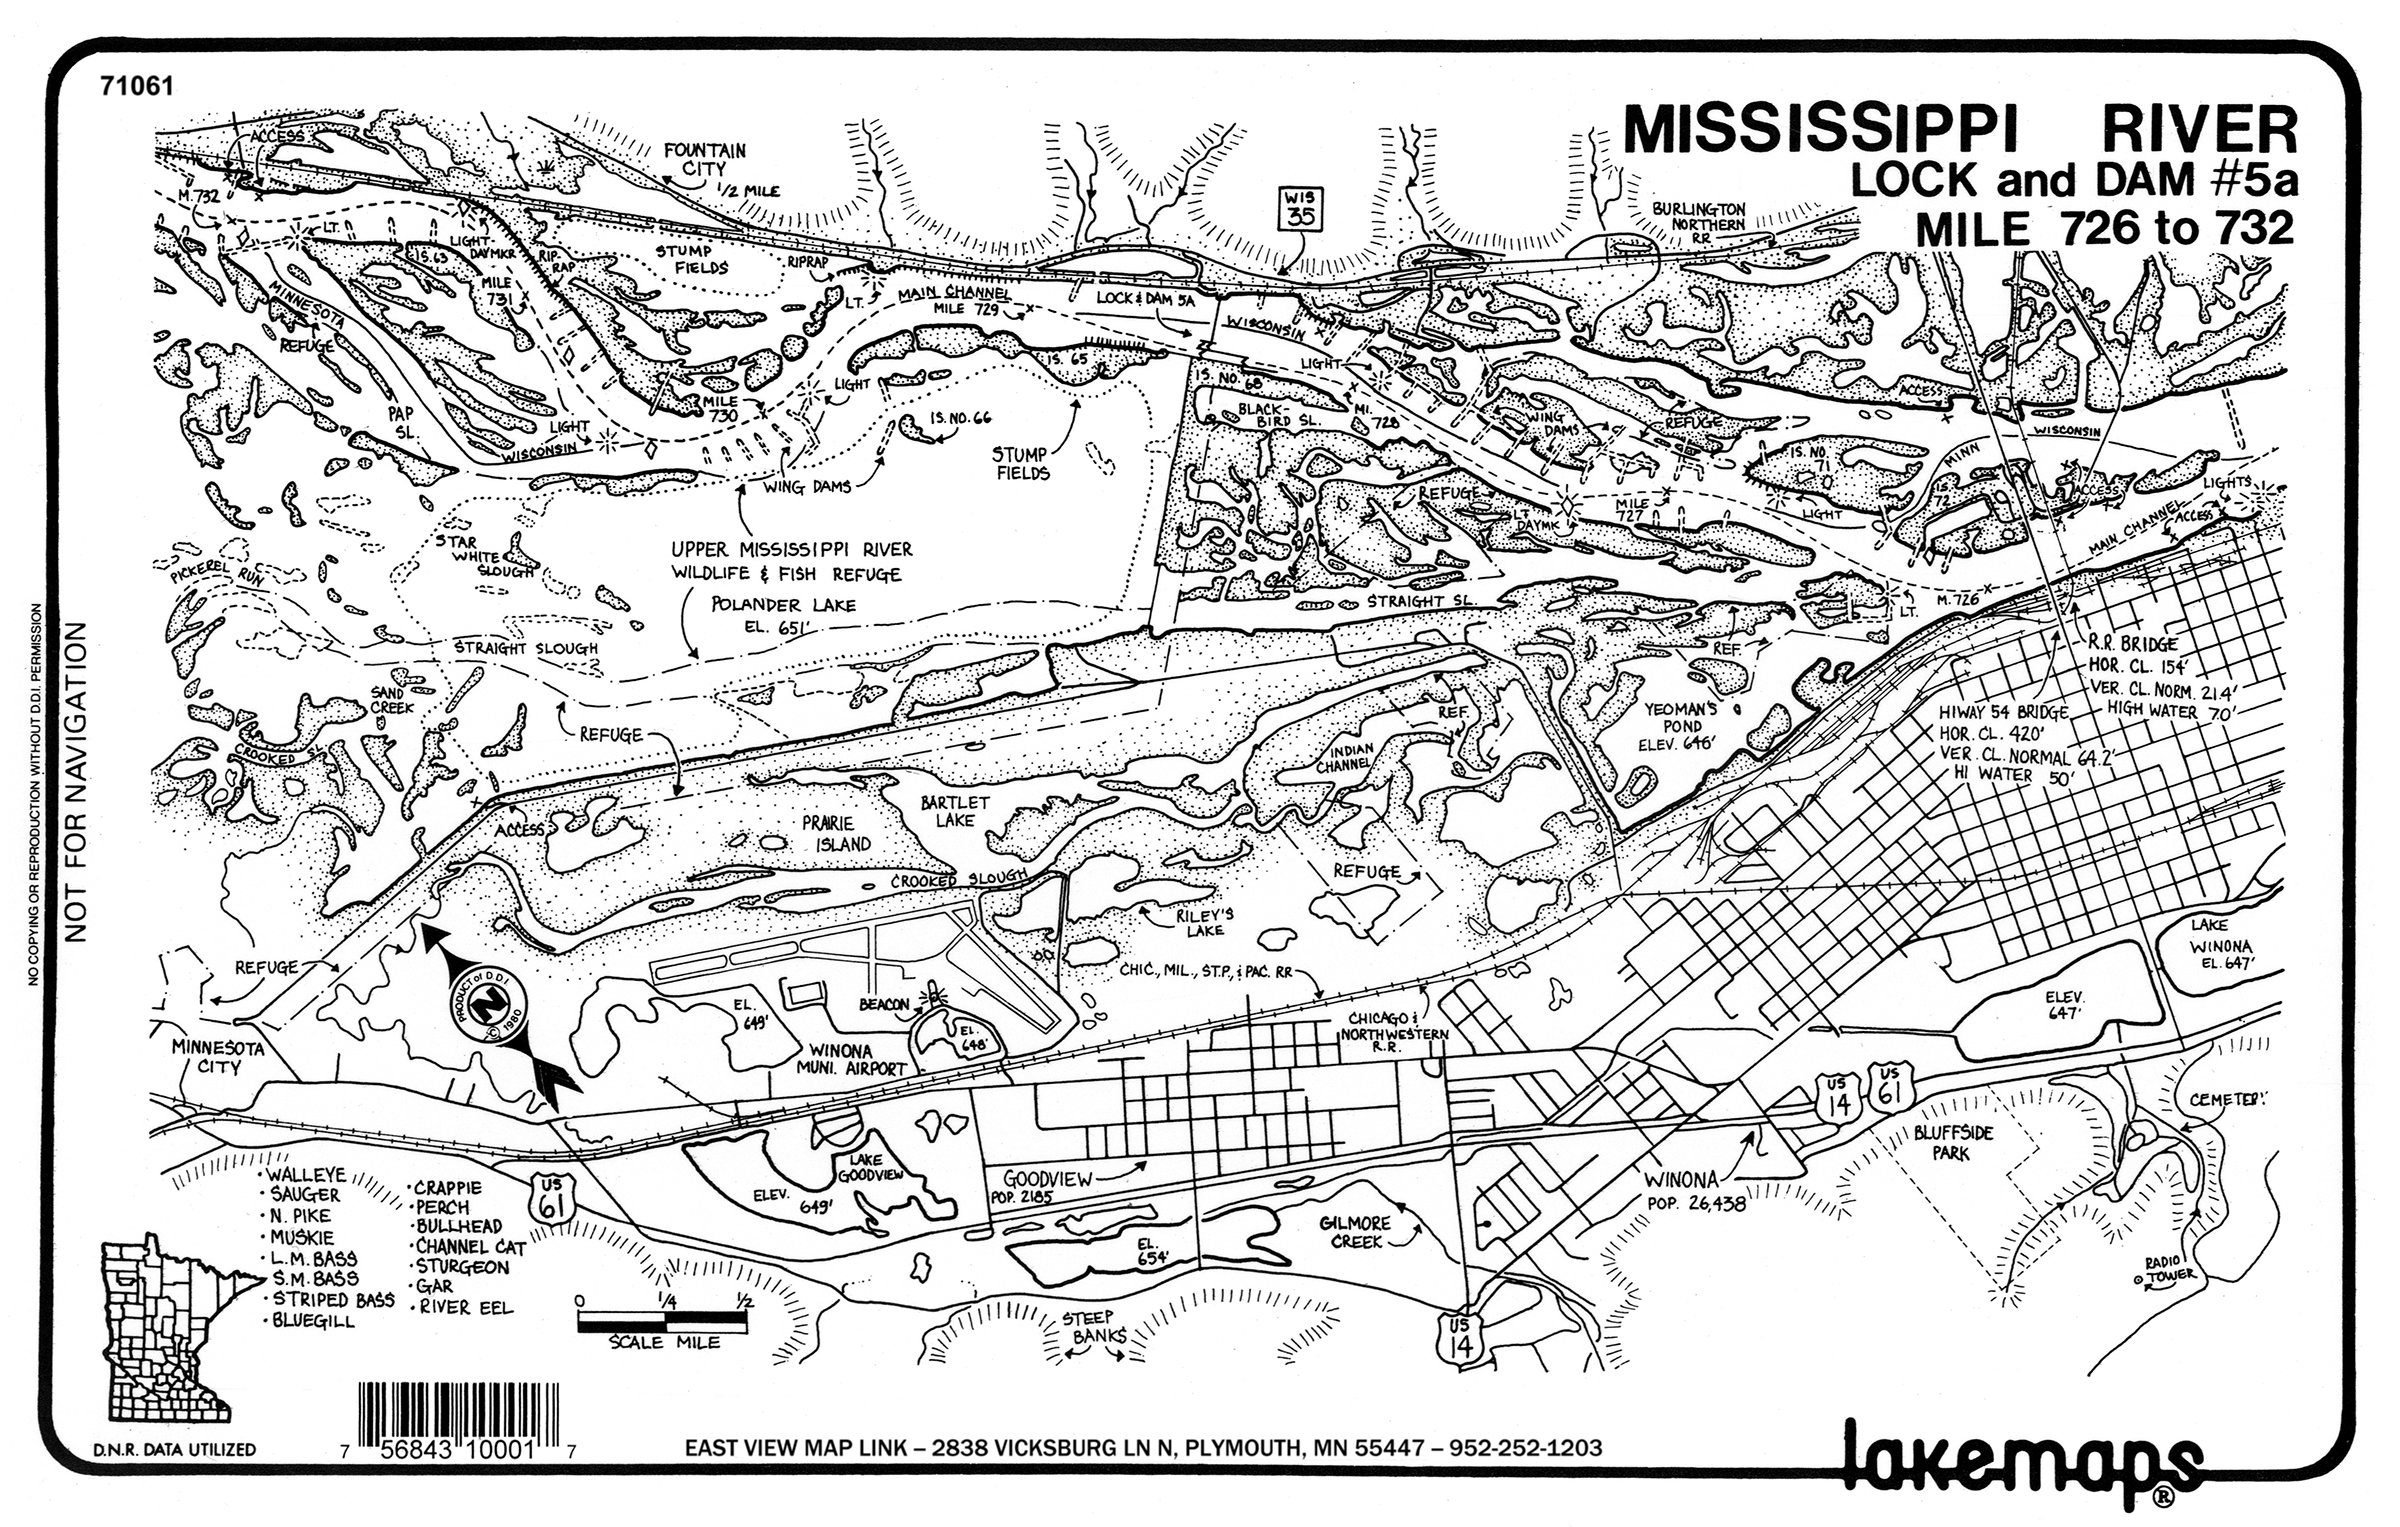 71061
MISSISSIPPI RIVER
LOCK and DAM #5a
MILE 726 to 732
ACCESS
M. 732
LT.
LIGHT
DAYMKR
IS. 63
MILE
731
RIP-
RAP
MINNESOTA
REFUGE
PAP
SL.
LIGHT
WISCONSIN
FOUNTAIN
CITY
1/2 MILE
STUMP
FIELDS
RIPRAP
LT.
MAIN CHANNEL
MILE 729
LOCK & DAM 5A
WIS
35
BURLINGTON
NORTHERN
RR
WISCONSIN
IS. 65
LIGHT
MILE
730
LIGHT
IS. NO. 66
WING DAMS
STUMP
FIELDS
IS. NO. 68
BLACK-
BIRD SL.
MI.
728
WING
DAMS
REFUGE
ACCESS
IS. NO.
71
MINN
WISCONSIN
IS.
72
ACCESS
LIGHTS
MAIN CHANNEL
ACCESS
REFUGE
LT.
DAYMK
MILE
727
LIGHT
STAR
WHITE
SLOUGH
PICKEREL RUN
UPPER MISSISSIPPI RIVER
WILDLIFE & FISH REFUGE
POLANDER LAKE
EL. 651'
STRAIGHT SLOUGH
STRAIGHT SL.
M. 726
LT.
REF.
R.R. BRIDGE
HOR. CL. 154'
VER. CL. NORM. 21.4'
HIGH WATER 7.0'
HIWAY 54 BRIDGE
HOR. CL. 420'
VER. CL. NORMAL 64.2'
HI WATER 50'
SAND
CREEK
CROOKED SL.
REFUGE
REF.
INDIAN
CHANNEL
YEOMAN'S
POND
ELEV. 646'
ACCESS
PRAIRIE
ISLAND
BARTLET
LAKE
CROOKED SLOUGH
REFUGE
RILEY'S
LAKE
LAKE
WINONA
EL. 647'
REFUGE
PRODUCT of D.D.I.
N
© 1980
CHIC., MIL., ST.P., & PAC. RR
BEACON
EL.
649'
EL.
648'
WINONA
MUNI. AIRPORT
CHICAGO &
NORTHWESTERN
R.R.
ELEV.
647'
MINNESOTA
CITY
US
14
US
61
CEMETERY
BLUFFSIDE
PARK
LAKE
GOODVIEW
ELEV.
649'
GOODVIEW
POP. 2185
WINONA
POP. 26,438
US
61
GILMORE
CREEK
EL.
654'
RADIO
TOWER
STEEP
BANKS
US
14
• WALLEYE
• SAUGER
• N. PIKE
• MUSKIE
• L.M. BASS
• S.M. BASS
• STRIPED BASS
• BLUEGILL
• CRAPPIE
• PERCH
• BULLHEAD
• CHANNEL CAT
• STURGEON
• GAR
• RIVER EEL
0 1/4 1/2
SCALE MILE
D.N.R. DATA UTILIZED
7 56843 10001 7
EAST VIEW MAP LINK – 2838 VICKSBURG LN N, PLYMOUTH, MN 55447 – 952-252-1203
lakemaps®
NOT FOR NAVIGATION
NO COPYING OR REPRODUCTION WITHOUT D.D.I. PERMISSION